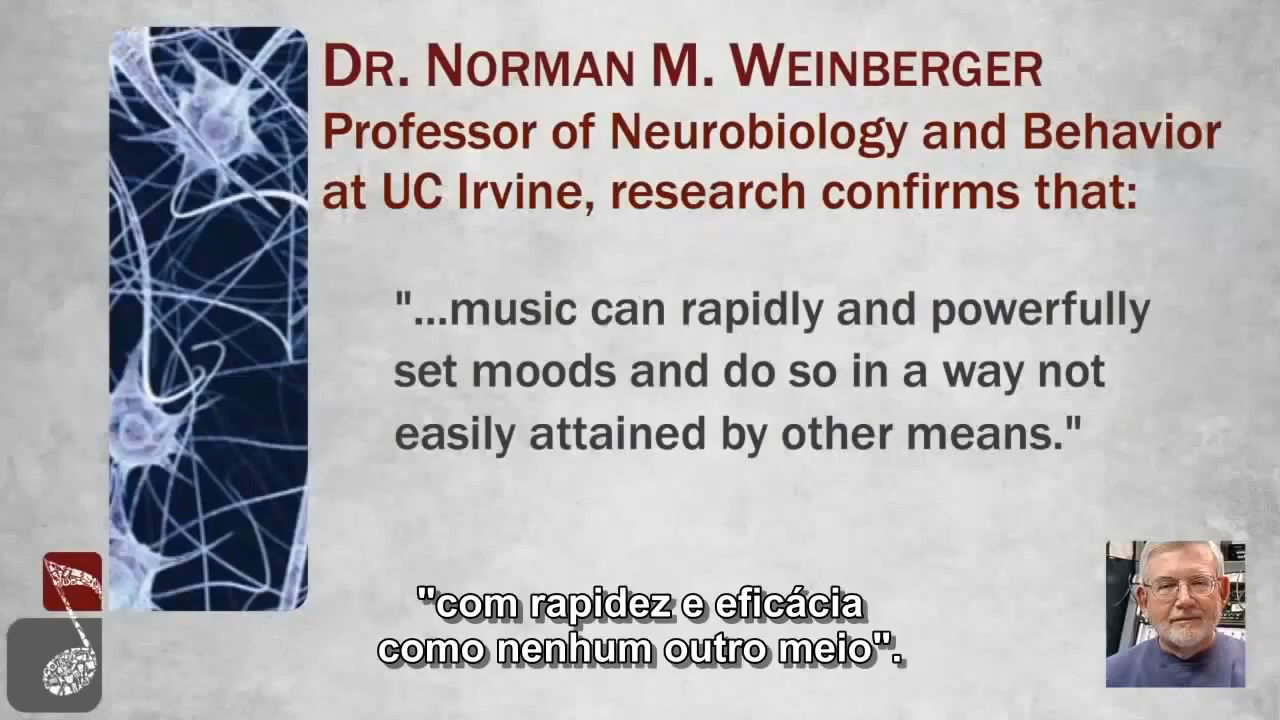 DR. NORMAN M. WEINBERGER
Professor of Neurobiology and Behavior
at UC Irvine, research confirms that:
"...music can rapidly and powerfully
set moods and do so in a way not
easily attained by other means."
"com rapidez e eficácia
como nenhum outro meio".